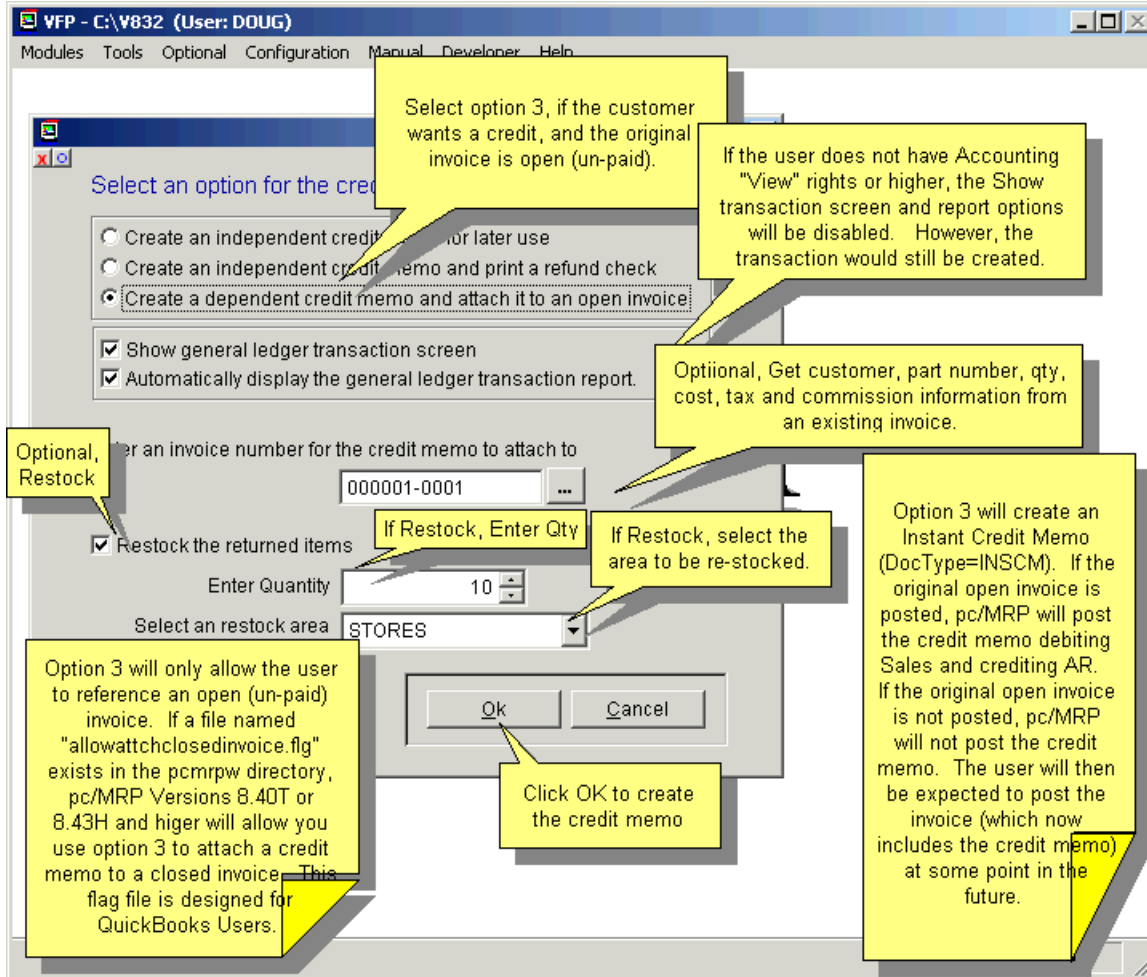 VFP - C:\V832 (User: DOUG)
Modules Tools Optional Configuration Manual Developer Help
Select option 3, if the customer
wants a credit, and the original
invoice is open (un-paid).
If the user does not have Accounting
"View" rights or higher, the Show
transaction screen and report options
will be disabled. However, the
transaction would still be created.
Select an option for the cre
Create an independent credit for later use
Create an independent credit memo and print a refund check
Create a dependent credit memo and attach it to an open invoice
Show general ledger transaction screen
Automatically display the general ledger transaction report.
Optiional, Get customer, part number, qty,
cost, tax and commission information from
an existing invoice.
Optional,
Restock
er an invoice number for the credit memo to attach to
000001-0001 ...
If Restock, Enter Qty
If Restock, select the
area to be re-stocked.
Restock the returned items
Enter Quantity 10
Select an restock area STORES
Option 3 will create an
Instant Credit Memo
(DocType=INSCM). If the
original open invoice is
posted, pc/MRP will post
the credit memo debiting
Sales and crediting AR.
If the original open invoice
is not posted, pc/MRP
will not post the credit
memo. The user will then
be expected to post the
invoice (which now
includes the credit memo)
at some point in the
future.
Option 3 will only allow the user
to reference an open (un-paid)
invoice. If a file named
"allowattchclosedinvoice.flg"
exists in the pcmrpw directory,
pc/MRP Versions 8.40T or
8.43H and higer will allow you
use option 3 to attach a credit
memo to a closed invoice. This
flag file is designed for
QuickBooks Users.
Ok Cancel
Click OK to create
the credit memo